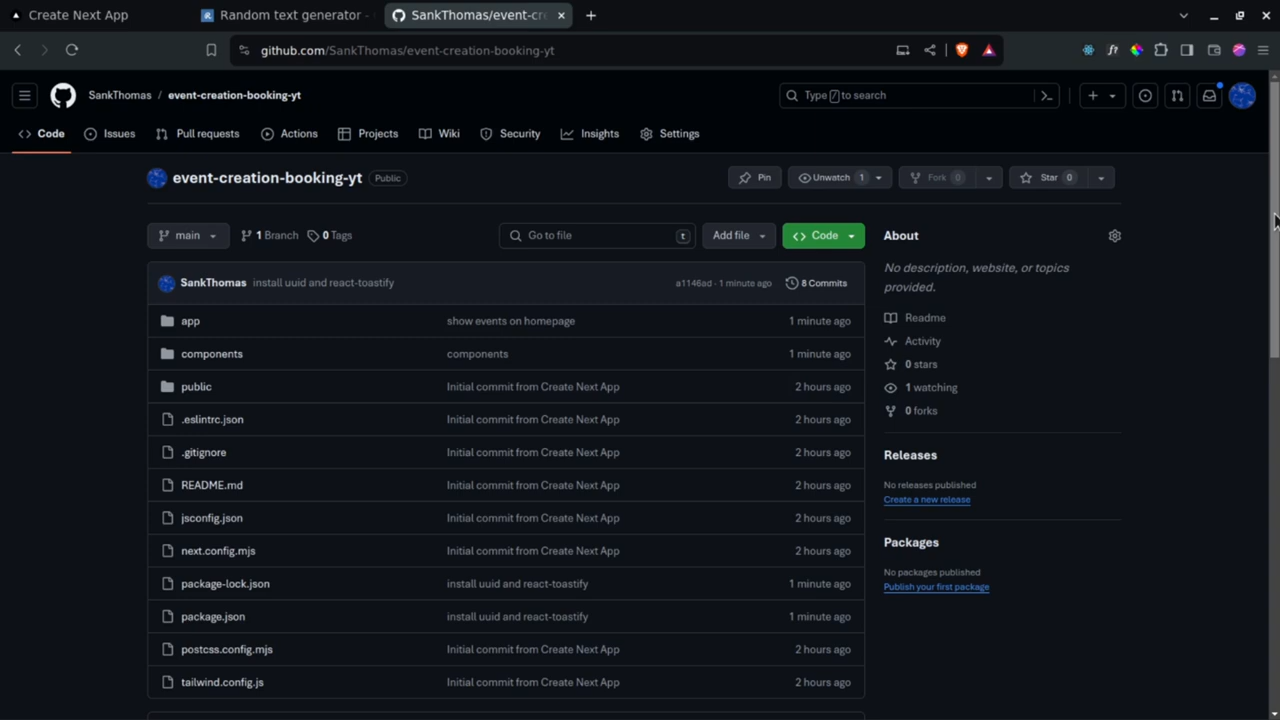 Create Next App
Random text generator -
SankThomas/event-cre
github.com/SankThomas/event-creation-booking-yt
SankThomas / event-creation-booking-yt
Type / to search
Code Issues Pull requests Actions Projects Wiki Security Insights Settings
event-creation-booking-yt Public
Pin Unwatch 1 Fork 0 Star 0
main 1 Branch 0 Tags Go to file t Add file Code
SankThomas install uuid and react-toastify a1146ad · 1 minute ago 8 Commits
app show events on homepage 1 minute ago
components components 1 minute ago
public Initial commit from Create Next App 2 hours ago
.eslintrc.json Initial commit from Create Next App 2 hours ago
.gitignore Initial commit from Create Next App 2 hours ago
README.md Initial commit from Create Next App 2 hours ago
jsconfig.json Initial commit from Create Next App 2 hours ago
next.config.mjs Initial commit from Create Next App 2 hours ago
package-lock.json install uuid and react-toastify 1 minute ago
package.json install uuid and react-toastify 1 minute ago
postcss.config.mjs Initial commit from Create Next App 2 hours ago
tailwind.config.js Initial commit from Create Next App 2 hours ago
About
No description, website, or topics
provided.
Readme
Activity
0 stars
1 watching
0 forks
Releases
No releases published
Create a new release
Packages
No packages published
Publish your first package